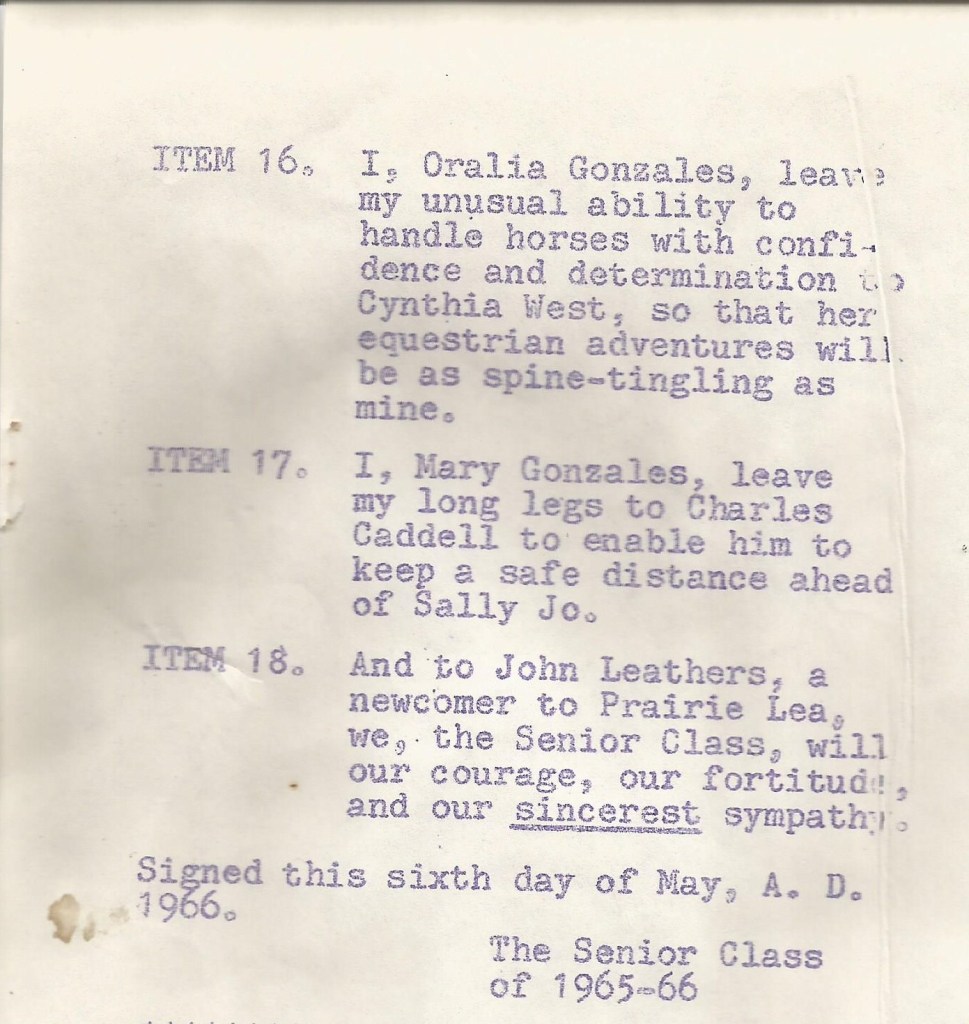 ITEM 16. I, Oralia Gonzales, leave
my unusual ability to
handle horses with confi-
dence and determination to
Cynthia West, so that her
equestrian adventures will
be as spine-tingling as
mine.
ITEM 17. I, Mary Gonzales, leave
my long legs to Charles
Caddell to enable him to
keep a safe distance ahead
of Sally Jo.
ITEM 18. And to John Leathers, a
newcomer to Prairie Lea,
we, the Senior Class, will
our courage, our fortitude,
and our sincerest sympathy.
Signed this sixth day of May, A. D.
1966.
The Senior Class
of 1965-66